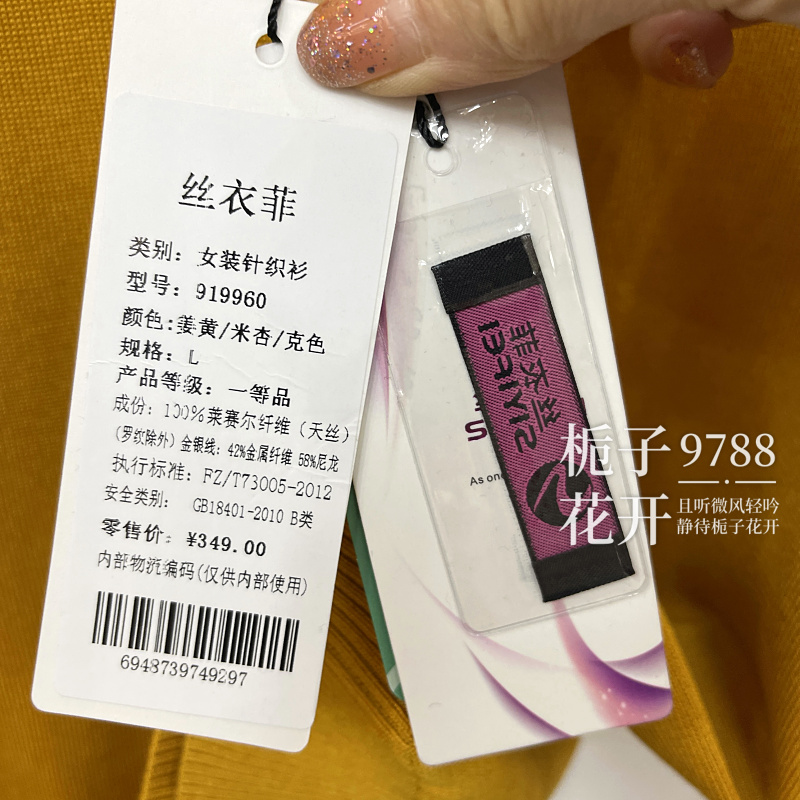 丝衣菲
类别: 女装针织衫
型号: 919960
颜色:姜黄/米杏/克色
规格: L
产品等级: 一等品
成份: 100%莱赛尔纤维(天丝)
(罗纹除外) 金银线: 42%金属纤维 58%尼龙
执行标准: FZ/T73005-2012
安全类别: GB18401-2010 B类
零售价: ¥349.00
内部物流编码(仅供内部使用)
6948739749297
丝衣菲
SIYIFEI
As one
栀子花开
9788
且听微风轻吟
静待栀子花开